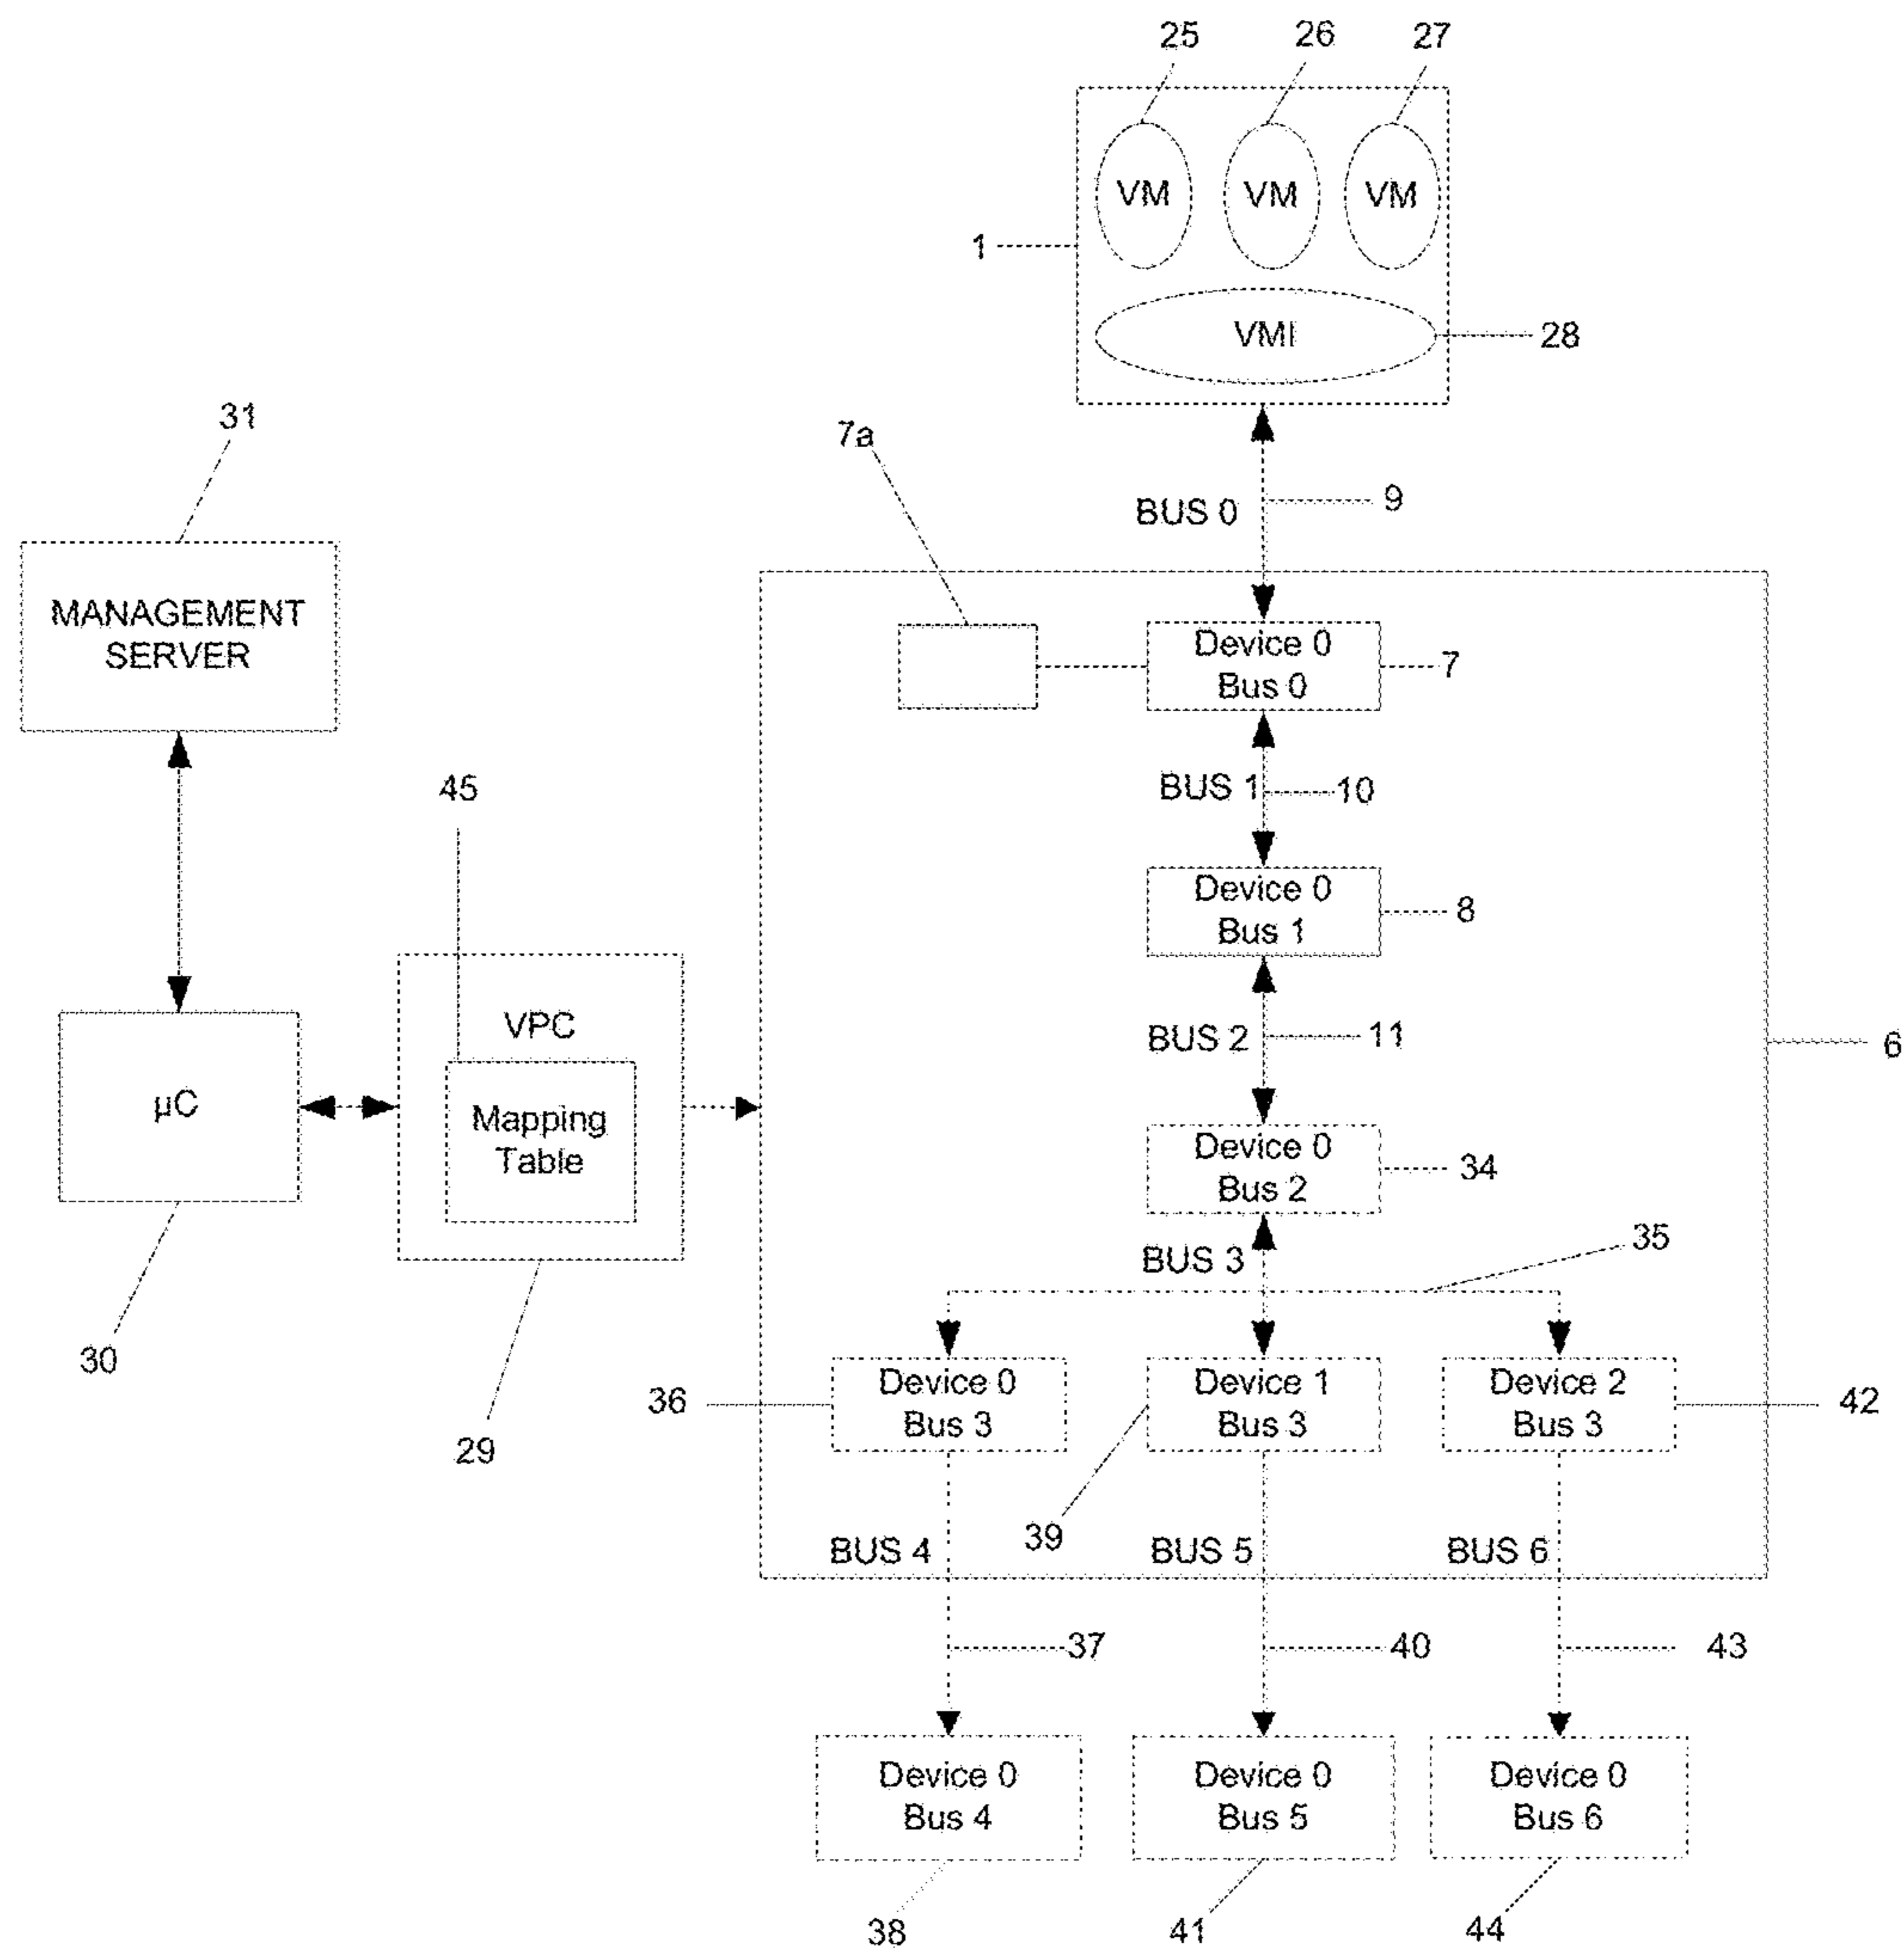 25
26
27
VM
VM
VM
1
VMI
28
31
7a
BUS 0
9
MANAGEMENT
SERVER
Device 0
Bus 0
7
45
BUS 1
10
Device 0
Bus 1
8
VPC
BUS 2
11
6
µC
Mapping
Table
Device 0
Bus 2
34
35
BUS 3
30
36
Device 0
Bus 3
Device 1
Bus 3
Device 2
Bus 3
42
29
39
BUS 4
BUS 5
BUS 6
37
40
43
Device 0
Bus 4
Device 0
Bus 5
Device 0
Bus 6
38
41
44